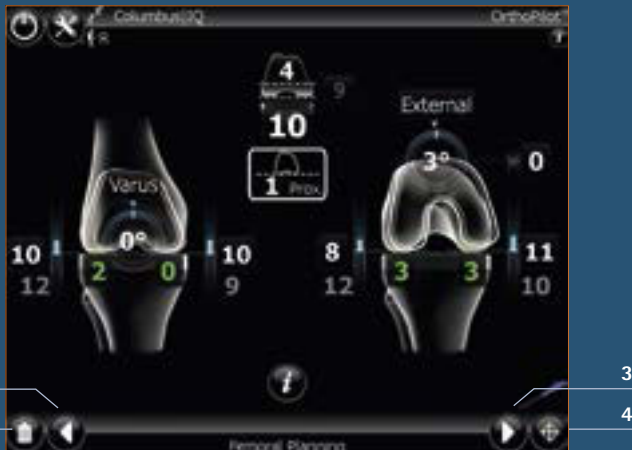 Columbus|IQ OrthoPilot
R
4
9
10
External
3°
0
1 Prox.
Varus
0°
10 10 8 11
2 0 3 3
12 9 12 10
i
3
4
Femoral Planning